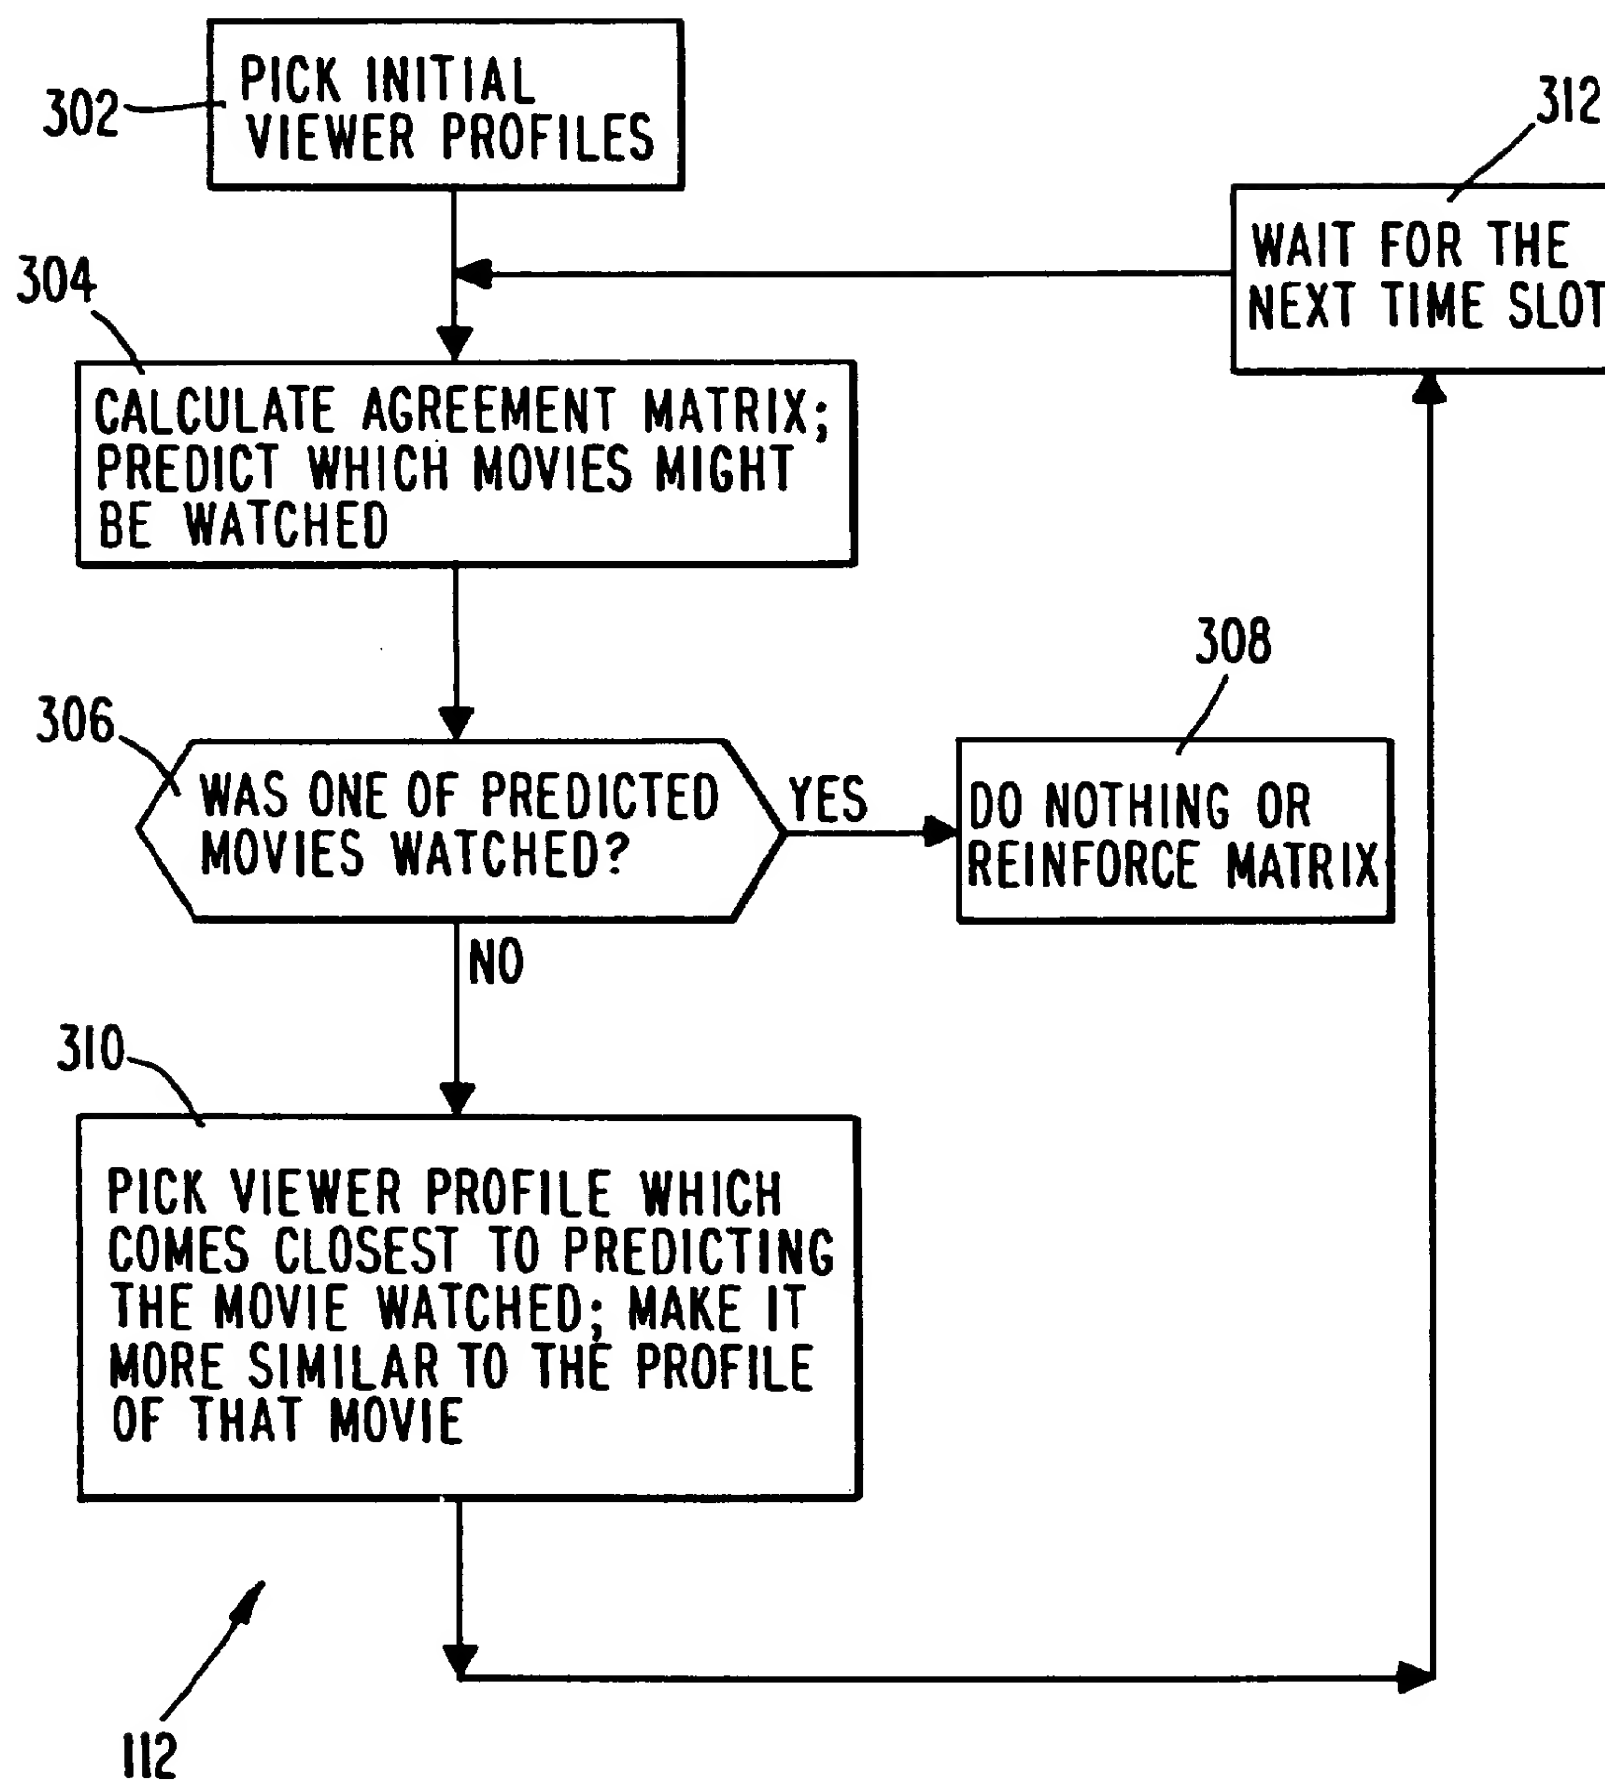 302
PICK INITIAL
VIEWER PROFILES
312
WAIT FOR THE
NEXT TIME SLOT
304
CALCULATE AGREEMENT MATRIX;
PREDICT WHICH MOVIES MIGHT
BE WATCHED
306
WAS ONE OF PREDICTED
MOVIES WATCHED?
YES
308
DO NOTHING OR
REINFORCE MATRIX
NO
310
PICK VIEWER PROFILE WHICH
COMES CLOSEST TO PREDICTING
THE MOVIE WATCHED; MAKE IT
MORE SIMILAR TO THE PROFILE
OF THAT MOVIE
112